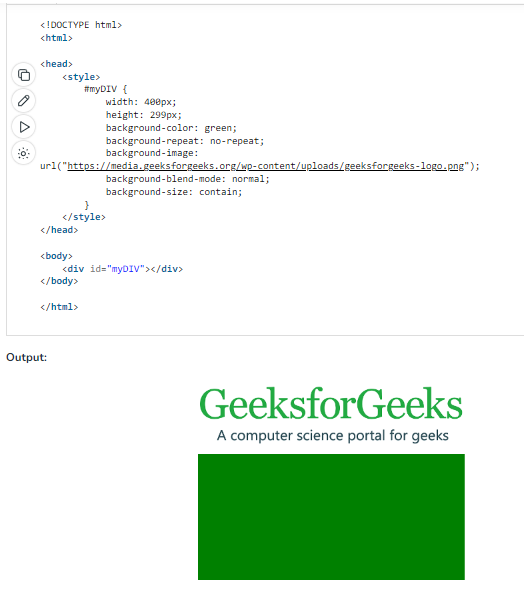 <!DOCTYPE html>
<html>
<head>
<style>
#myDIV {
width: 400px;
height: 299px;
background-color: green;
background-repeat: no-repeat;
background-image:
url("https://media.geeksforgeeks.org/wp-content/uploads/geeksforgeeks-logo.png");
background-blend-mode: normal;
background-size: contain;
}
</style>
</head>
<body>
<div id="myDIV"></div>
</body>
</html>
Output:
GeeksforGeeks
A computer science portal for geeks